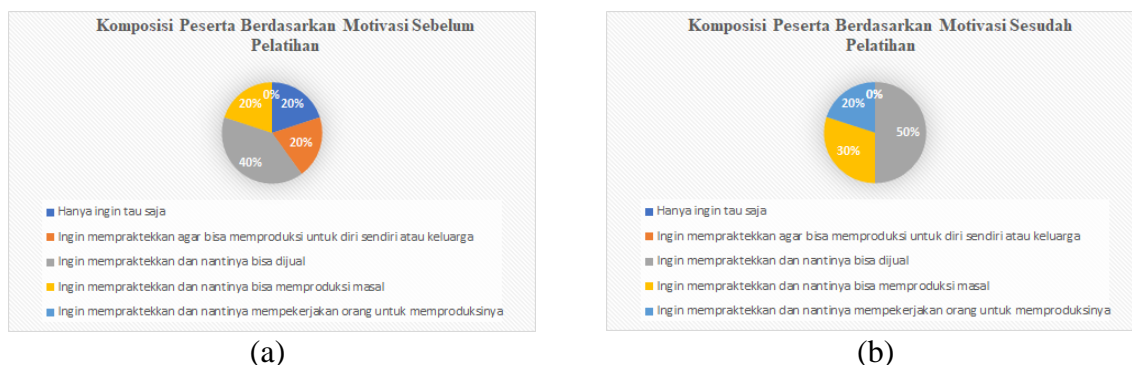 Komposisi Peserta Berdasarkan Motivasi Sebelum
Pelatihan
0%
20%
20%
20%
40%
Hanya ingin tau saja
Ingin mempraktekkan agar bisa memproduksi untuk diri sendiri atau keluarga
Ingin mempraktekkan dan nantinya bisa dijual
Ingin mempraktekkan dan nantinya bisa memproduksi masal
Ingin mempraktekkan dan nantinya mempekerjakan orang untuk memproduksinya
(a)
Komposisi Peserta Berdasarkan Motivasi Sesudah
Pelatihan
0%
20%
50%
30%
Hanya ingin tau saja
Ingin mempraktekkan agar bisa memproduksi untuk diri sendiri atau keluarga
Ingin mempraktekkan dan nantinya bisa dijual
Ingin mempraktekkan dan nantinya bisa memproduksi masal
Ingin mempraktekkan dan nantinya mempekerjakan orang untuk memproduksinya
(b)